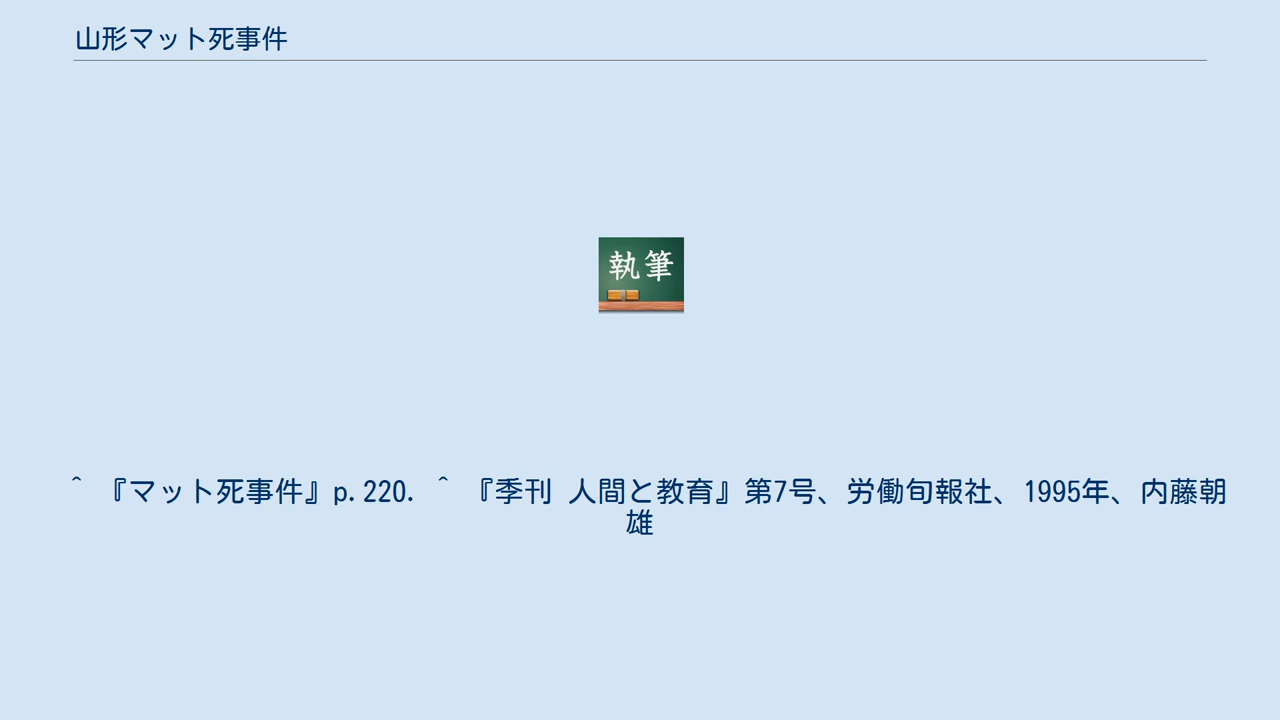 山形マット死事件
執筆
^ 『マット死事件』p.220. ^ 『季刊 人間と教育』第7号、労働旬報社、1995年、内藤朝
雄